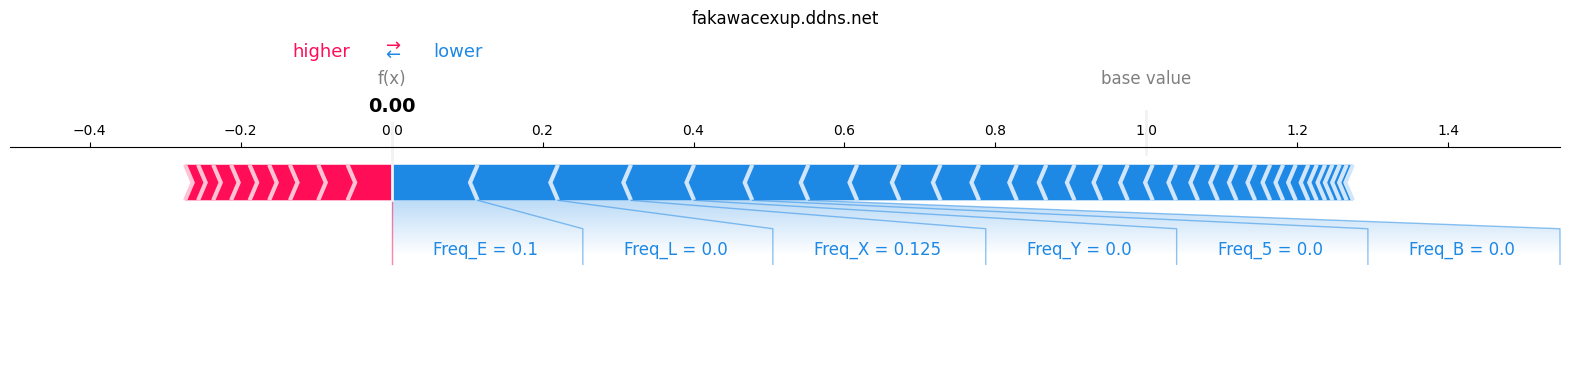 fakawacexup.ddns.net
higher ⇄ lower
f(x) base value
0.00
−0.4 −0.2 0.0 0.2 0.4 0.6 0.8 1.0 1.2 1.4
Freq_E = 0.1 Freq_L = 0.0 Freq_X = 0.125 Freq_Y = 0.0 Freq_5 = 0.0 Freq_B = 0.0